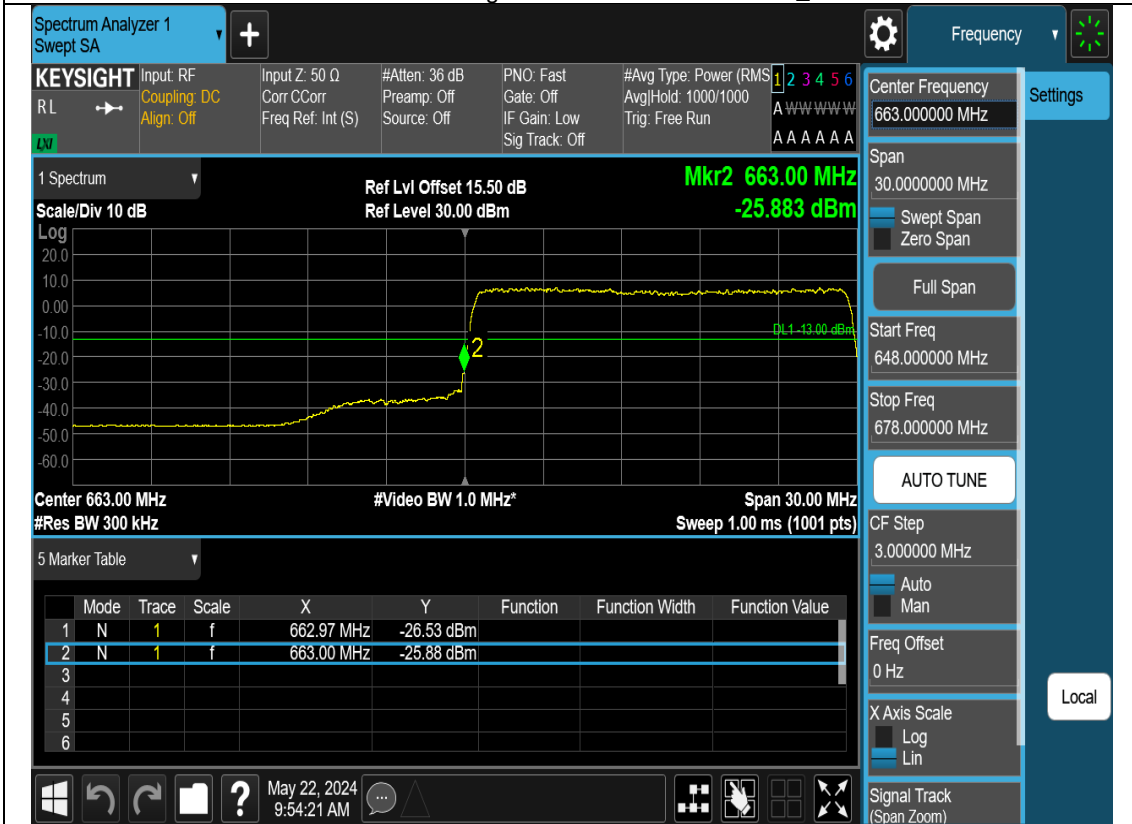 Spectrum Analyzer 1
Swept SA
+
Frequency
KEYSIGHT
RL
LXI
Input: RF
Coupling: DC
Align: Off
Input Z: 50 Ω
Corr CCorr
Freq Ref: Int (S)
#Atten: 36 dB
Preamp: Off
Source: Off
PNO: Fast
Gate: Off
IF Gain: Low
Sig Track: Off
#Avg Type: Power (RMS
Avg|Hold: 1000/1000
Trig: Free Run
1 2 3 4 5 6
A W W W W W
A A A A A A
1 Spectrum
Scale/Div 10 dB
Ref Lvl Offset 15.50 dB
Ref Level 30.00 dBm
Mkr2 663.00 MHz
-25.883 dBm
Log
20.0
10.0
0.00
-10.0
-20.0
-30.0
-40.0
-50.0
-60.0
DL1 -13.00 dBm
2
Center 663.00 MHz
#Res BW 300 kHz
#Video BW 1.0 MHz*
Span 30.00 MHz
Sweep 1.00 ms (1001 pts)
5 Marker Table
Mode Trace Scale X Y Function Function Width Function Value
1 N 1 f 662.97 MHz -26.53 dBm
2 N 1 f 663.00 MHz -25.88 dBm
3
4
5
6
?
May 22, 2024
9:54:21 AM
Center Frequency
663.000000 MHz
Span
30.0000000 MHz
Swept Span
Zero Span
Full Span
Start Freq
648.000000 MHz
Stop Freq
678.000000 MHz
AUTO TUNE
CF Step
3.000000 MHz
Auto
Man
Freq Offset
0 Hz
X Axis Scale
Log
Lin
Signal Track
(Span Zoom)
Settings
Local